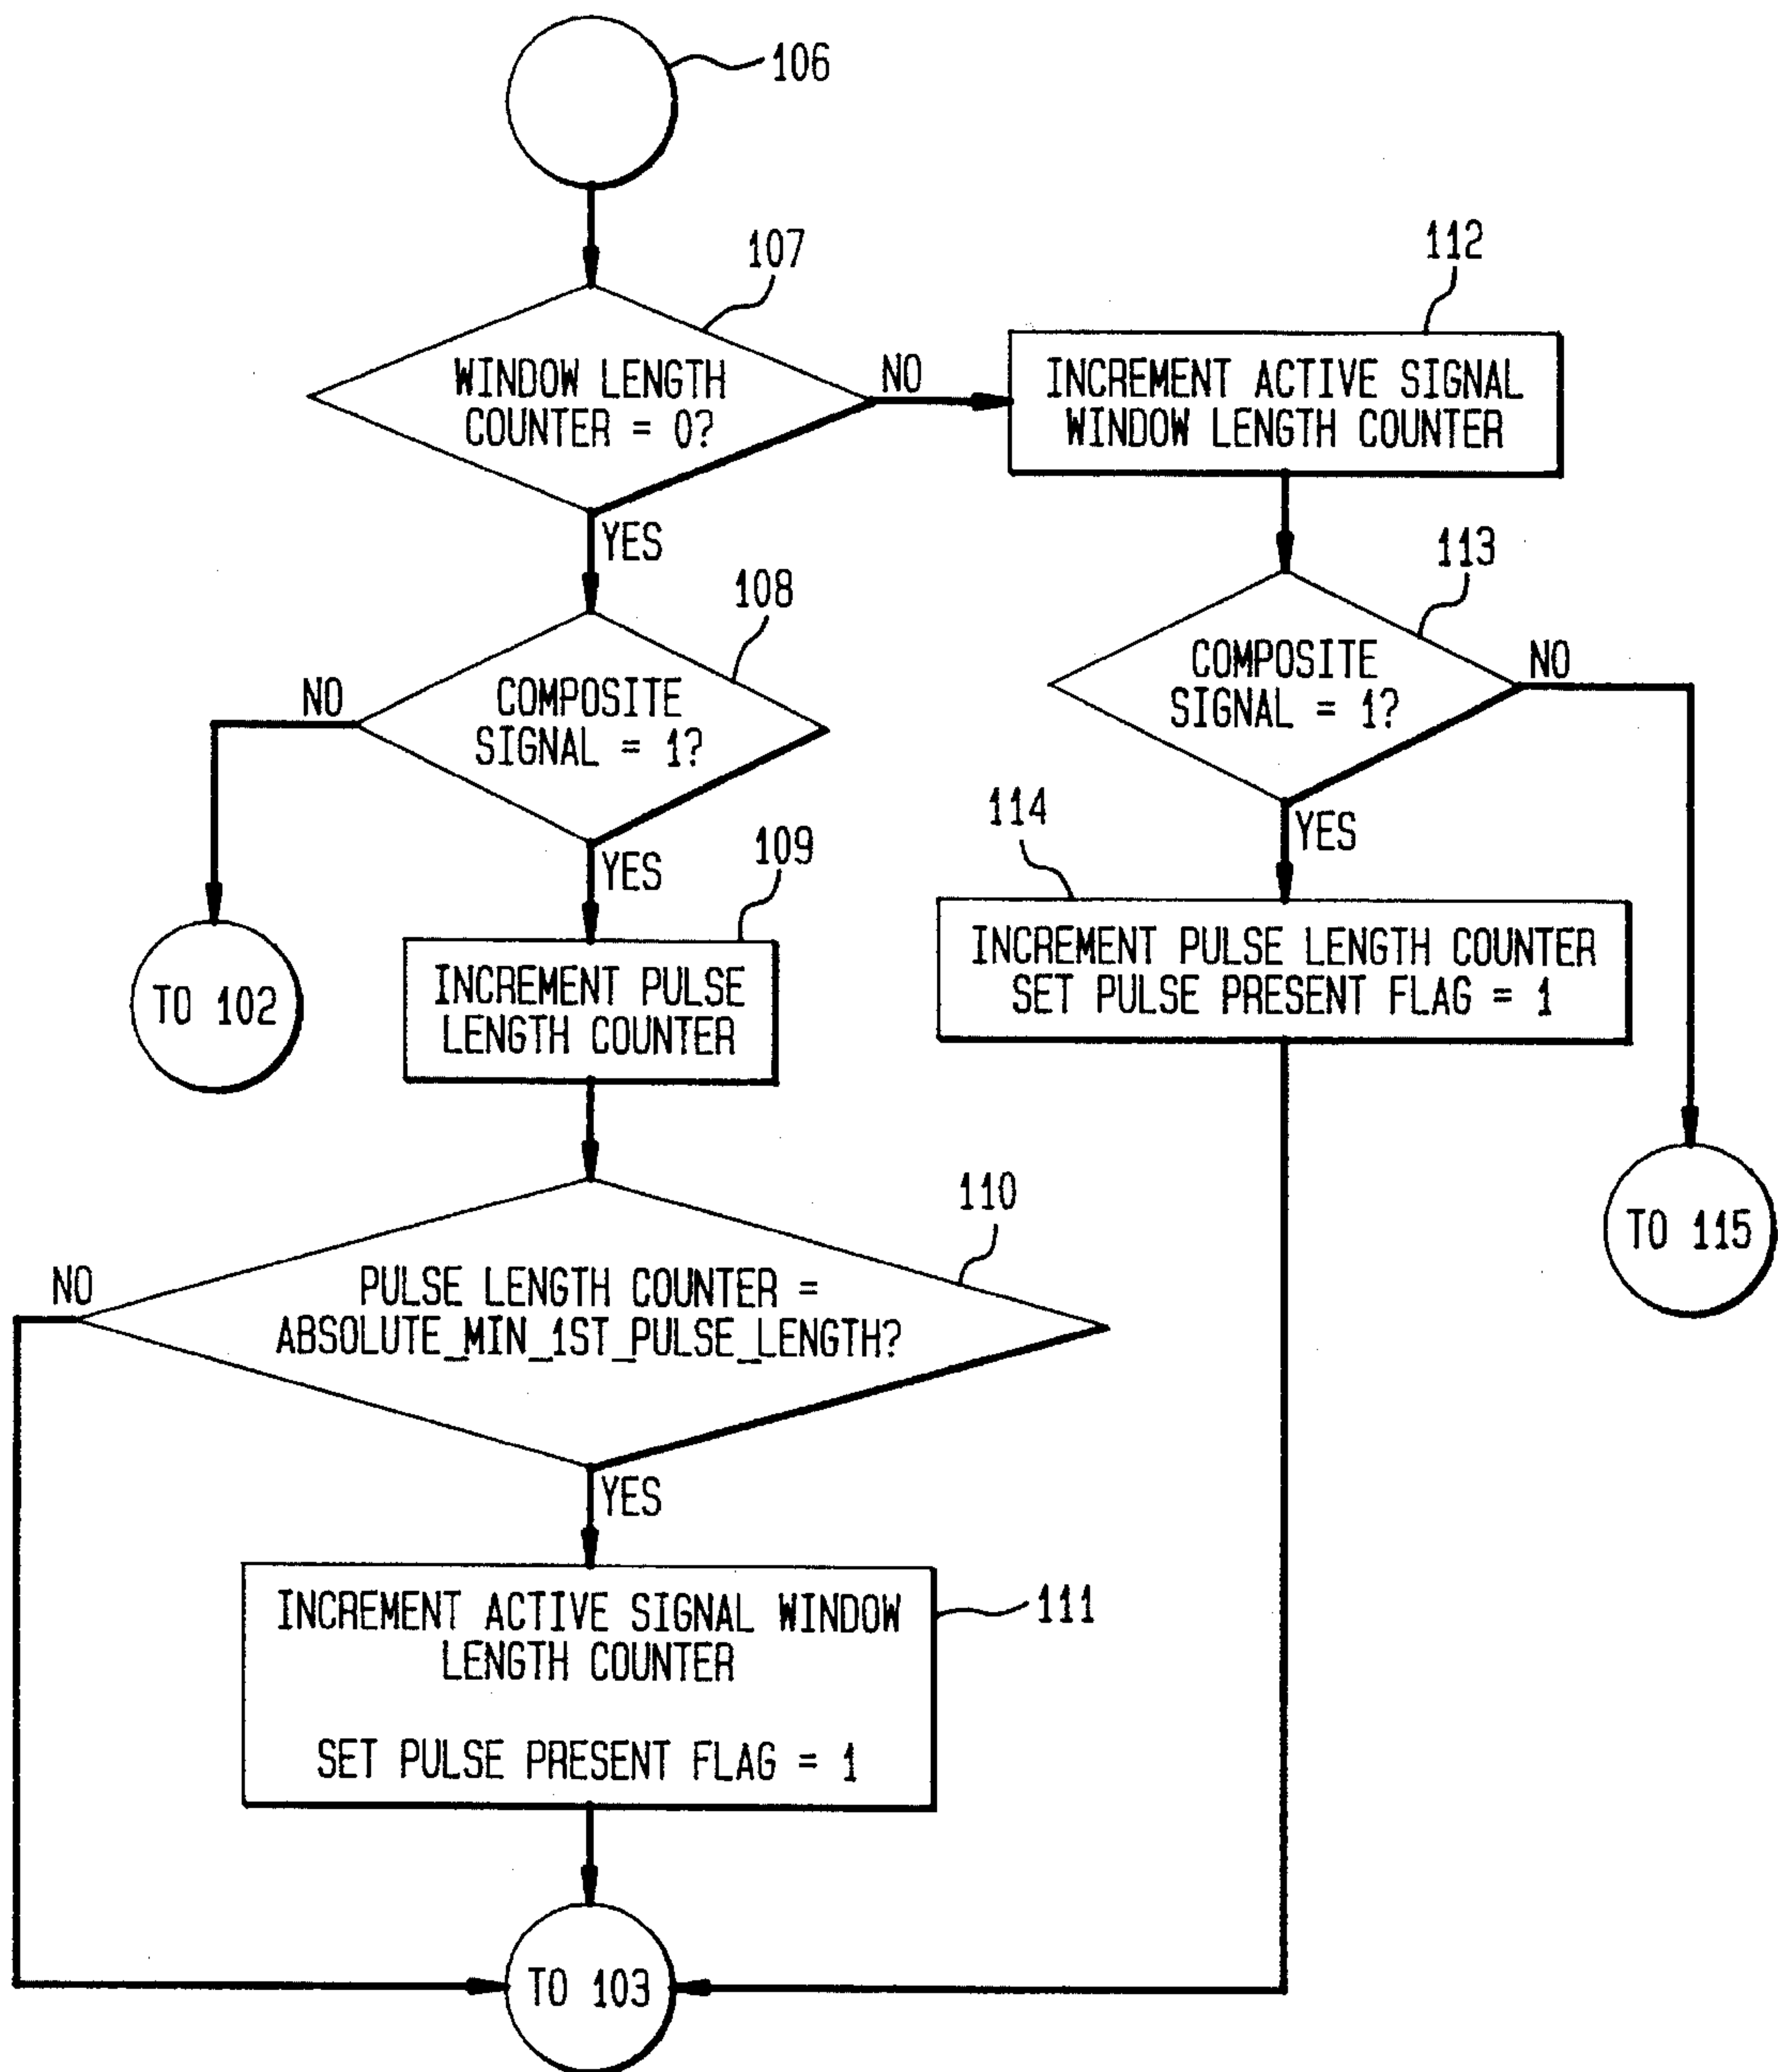 106
107
WINDOW LENGTH
COUNTER = 0?
NO
YES
112
INCREMENT ACTIVE SIGNAL
WINDOW LENGTH COUNTER
108
COMPOSITE
SIGNAL = 1?
NO
YES
113
COMPOSITE
SIGNAL = 1?
NO
YES
TO 102
109
INCREMENT PULSE
LENGTH COUNTER
114
INCREMENT PULSE LENGTH COUNTER
SET PULSE PRESENT FLAG = 1
TO 115
110
PULSE LENGTH COUNTER =
ABSOLUTE_MIN_1ST_PULSE_LENGTH?
NO
YES
INCREMENT ACTIVE SIGNAL WINDOW
LENGTH COUNTER
SET PULSE PRESENT FLAG = 1
111
TO 103